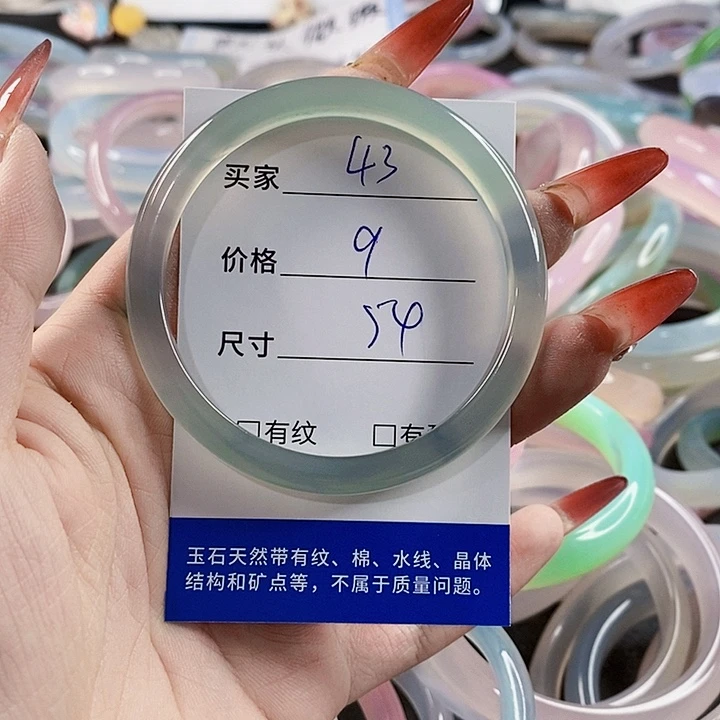 买家 43
价格 9
尺寸 54
□有纹 □有
玉石天然带有纹、棉、水线、晶体
结构和矿点等，不属于质量问题。